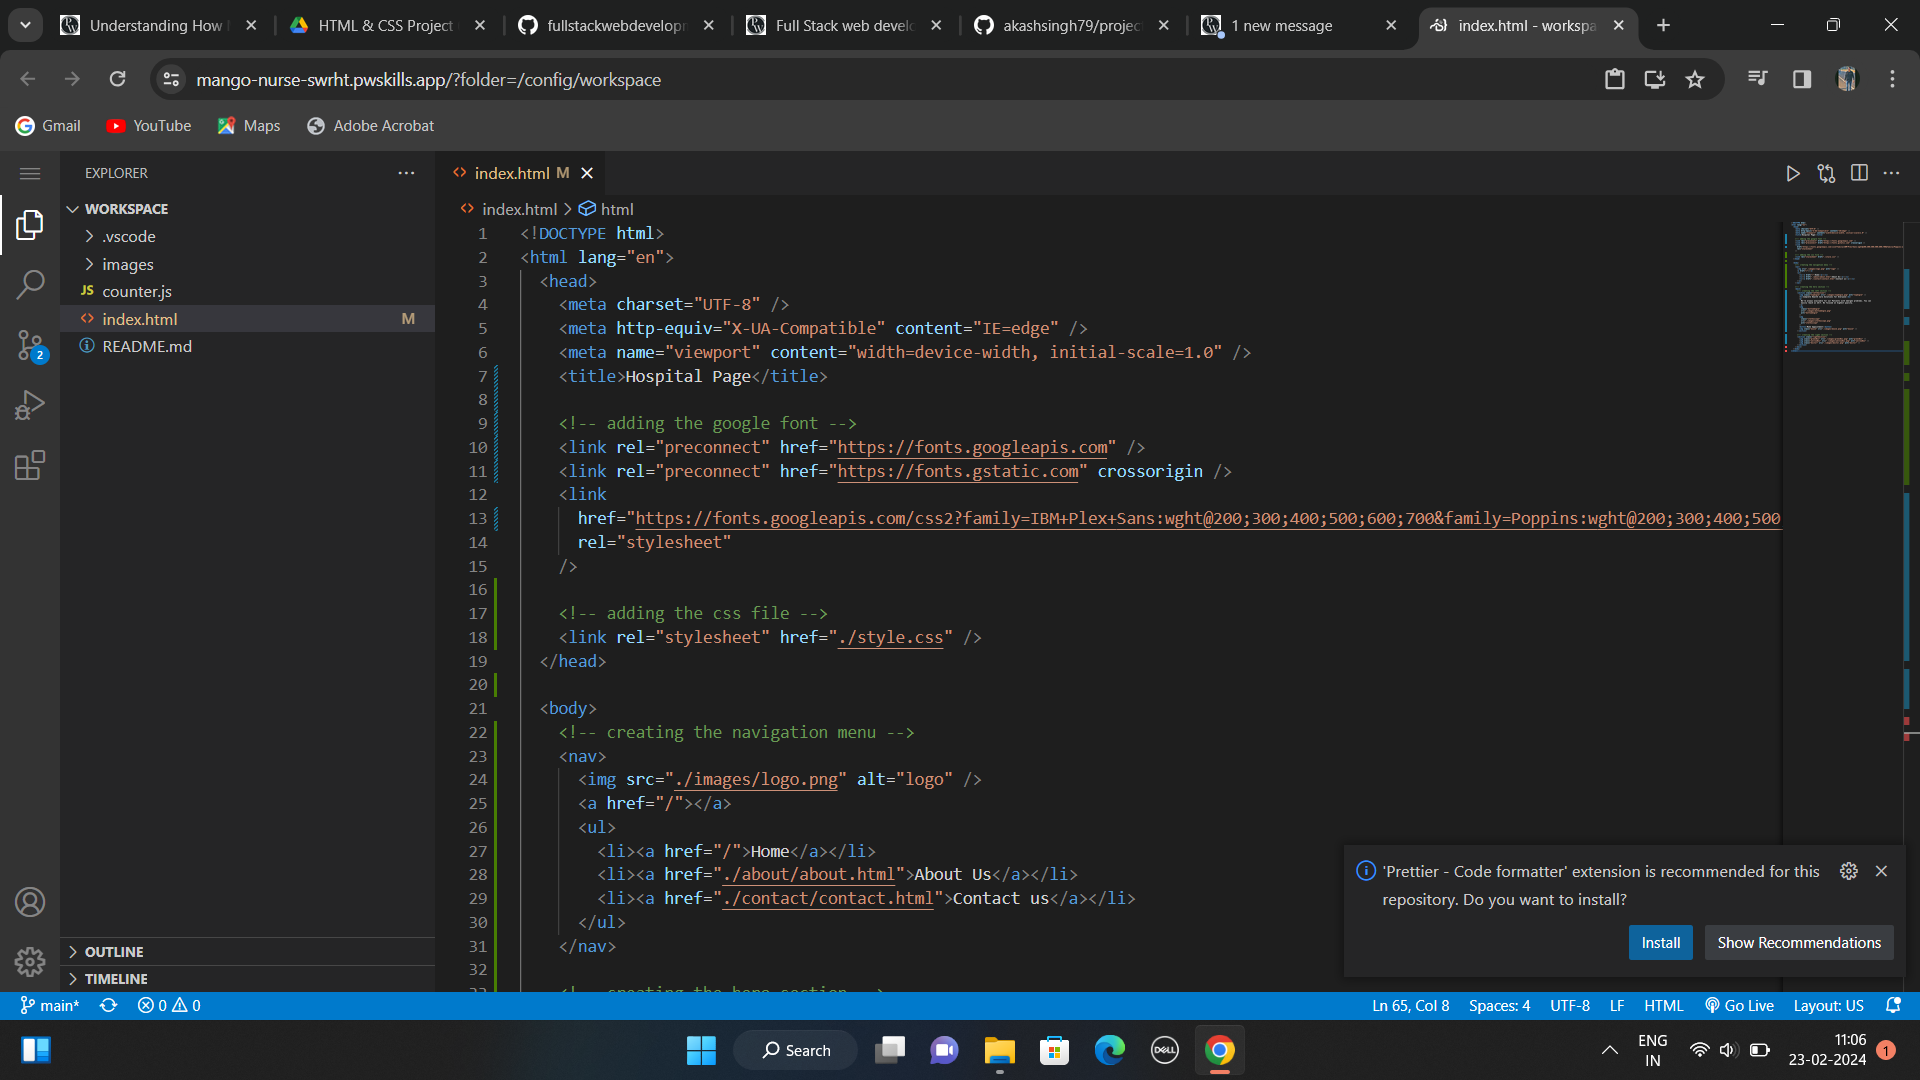 Understanding How
HTML & CSS Project
fullstackwebdevelopm
Full Stack web develo
akashsingh79/project
1 new message
index.html - workspa
mango-nurse-swrht.pwskills.app/?folder=/config/workspace
Gmail
YouTube
Maps
Adobe Acrobat
EXPLORER
WORKSPACE
.vscode
images
JS counter.js
index.html M
README.md
2
OUTLINE
TIMELINE
index.html M
index.html > html
1 <!DOCTYPE html>
2 <html lang="en">
3 <head>
4 <meta charset="UTF-8" />
5 <meta http-equiv="X-UA-Compatible" content="IE=edge" />
6 <meta name="viewport" content="width=device-width, initial-scale=1.0" />
7 <title>Hospital Page</title>
8
9 <!-- adding the google font -->
10 <link rel="preconnect" href="https://fonts.googleapis.com" />
11 <link rel="preconnect" href="https://fonts.gstatic.com" crossorigin />
12 <link
13 href="https://fonts.googleapis.com/css2?family=IBM+Plex+Sans:wght@200;300;400;500;600;700&family=Poppins:wght@200;300;400;500
14 rel="stylesheet"
15 />
16
17 <!-- adding the css file -->
18 <link rel="stylesheet" href="./style.css" />
19 </head>
20
21 <body>
22 <!-- creating the navigation menu -->
23 <nav>
24 <img src="./images/logo.png" alt="logo" />
25 <a href="/"></a>
26 <ul>
27 <li><a href="/">Home</a></li>
28 <li><a href="./about/about.html">About Us</a></li>
29 <li><a href="./contact/contact.html">Contact us</a></li>
30 </ul>
31 </nav>
32
33 <!-- creating the hero section -->
'Prettier - Code formatter' extension is recommended for this
repository. Do you want to install?
Install
Show Recommendations
main*
0 0
Ln 65, Col 8
Spaces: 4
UTF-8
LF
HTML
Go Live
Layout: US
Search
DELL
ENG
IN
11:06
23-02-2024
1